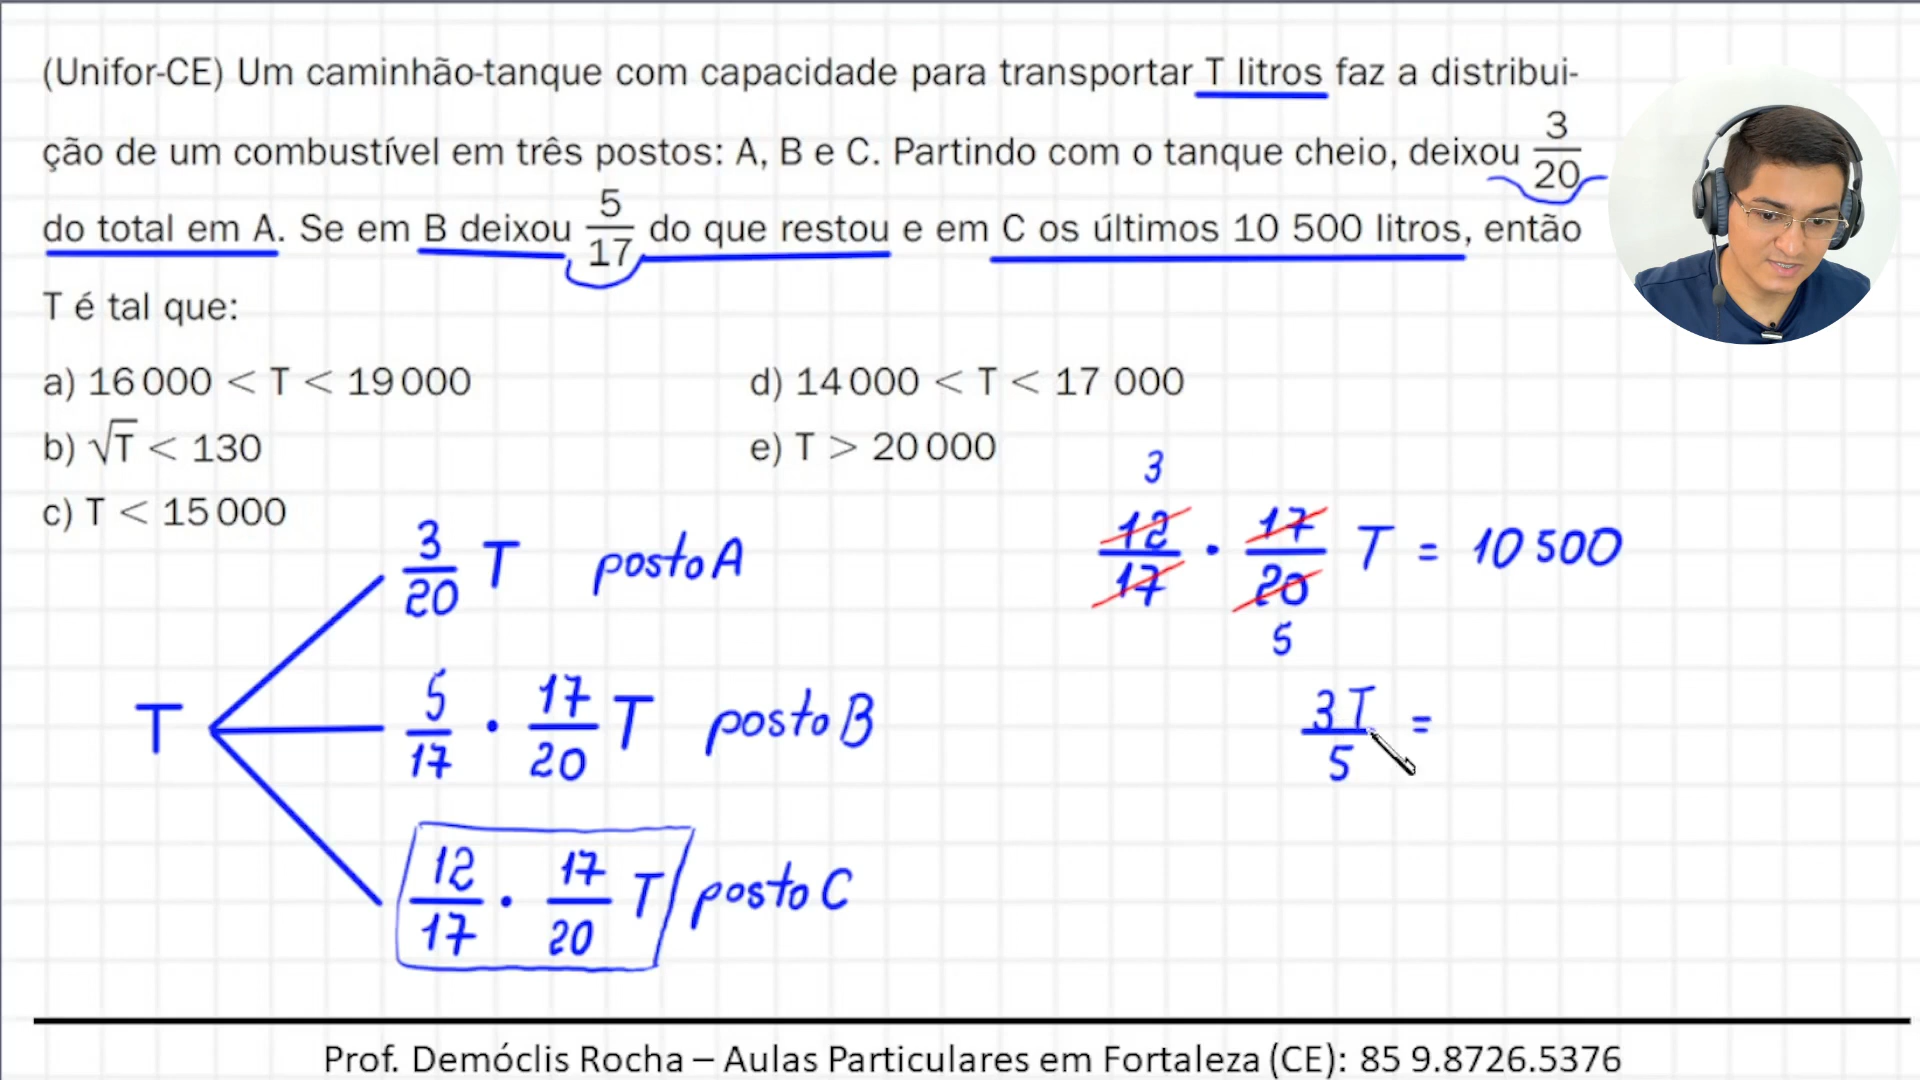 (Unifor-CE) Um caminhão-tanque com capacidade para transportar T litros faz a distribui-
ção de um combustível em três postos: A, B e C. Partindo com o tanque cheio, deixou 3/20
do total em A. Se em B deixou 5/17 do que restou e em C os últimos 10 500 litros, então
T é tal que:
a) 16 000 < T < 19 000
d) 14 000 < T < 17 000
b) √T < 130
e) T > 20 000
c) T < 15 000
3/20 T posto A
T
5/17 · 17/20 T posto B
12/17 · 17/20 T posto C
3
12/17 · 17/20 T = 10 500
5
3T/5 =
Prof. Demóclis Rocha – Aulas Particulares em Fortaleza (CE): 85 9.8726.5376